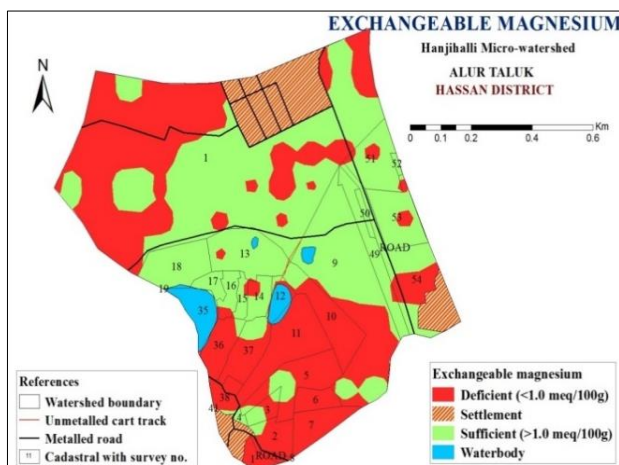 EXCHANGEABLE MAGNESIUM
Hanjihalli Micro-watershed
ALUR TALUK
HASSAN DISTRICT
N
Km
0 0.1 0.2 0.4 0.6
1
51
52
50
53
49
ROAD
13
9
18
54
17
16
19
15
14
12
35
10
11
36
37
5
38
6
3
4
2
7
ROAD
References
Watershed boundary
Unmetalled cart track
Metalled road
Cadastral with survey no.
Exchangeable magnesium
Deficient (<1.0 meq/100g)
Settlement
Sufficient (>1.0 meq/100g)
Waterbody